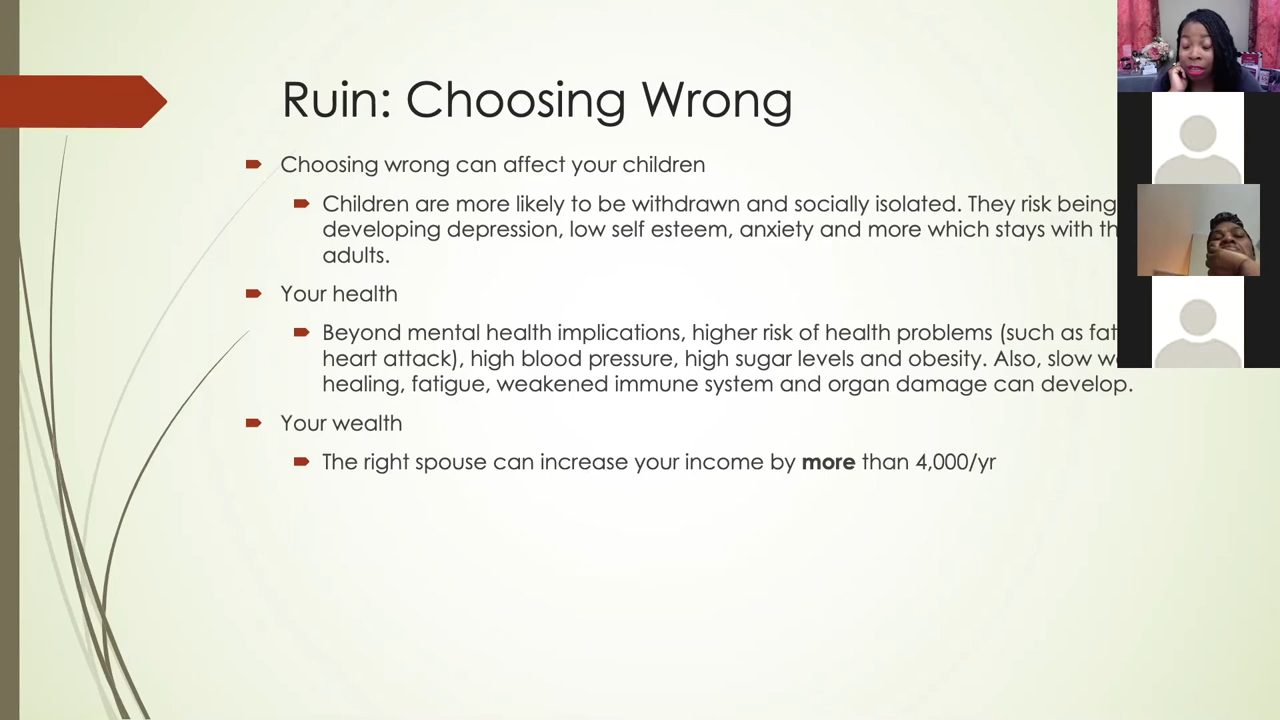 Ruin: Choosing Wrong
Choosing wrong can affect your children
Children are more likely to be withdrawn and socially isolated. They risk being
developing depression, low self esteem, anxiety and more which stays with
adults.
Your health
Beyond mental health implications, higher risk of health problems (such as
heart attack), high blood pressure, high sugar levels and obesity. Also, slow
healing, fatigue, weakened immune system and organ damage can develop.
Your wealth
The right spouse can increase your income by more than 4,000/yr